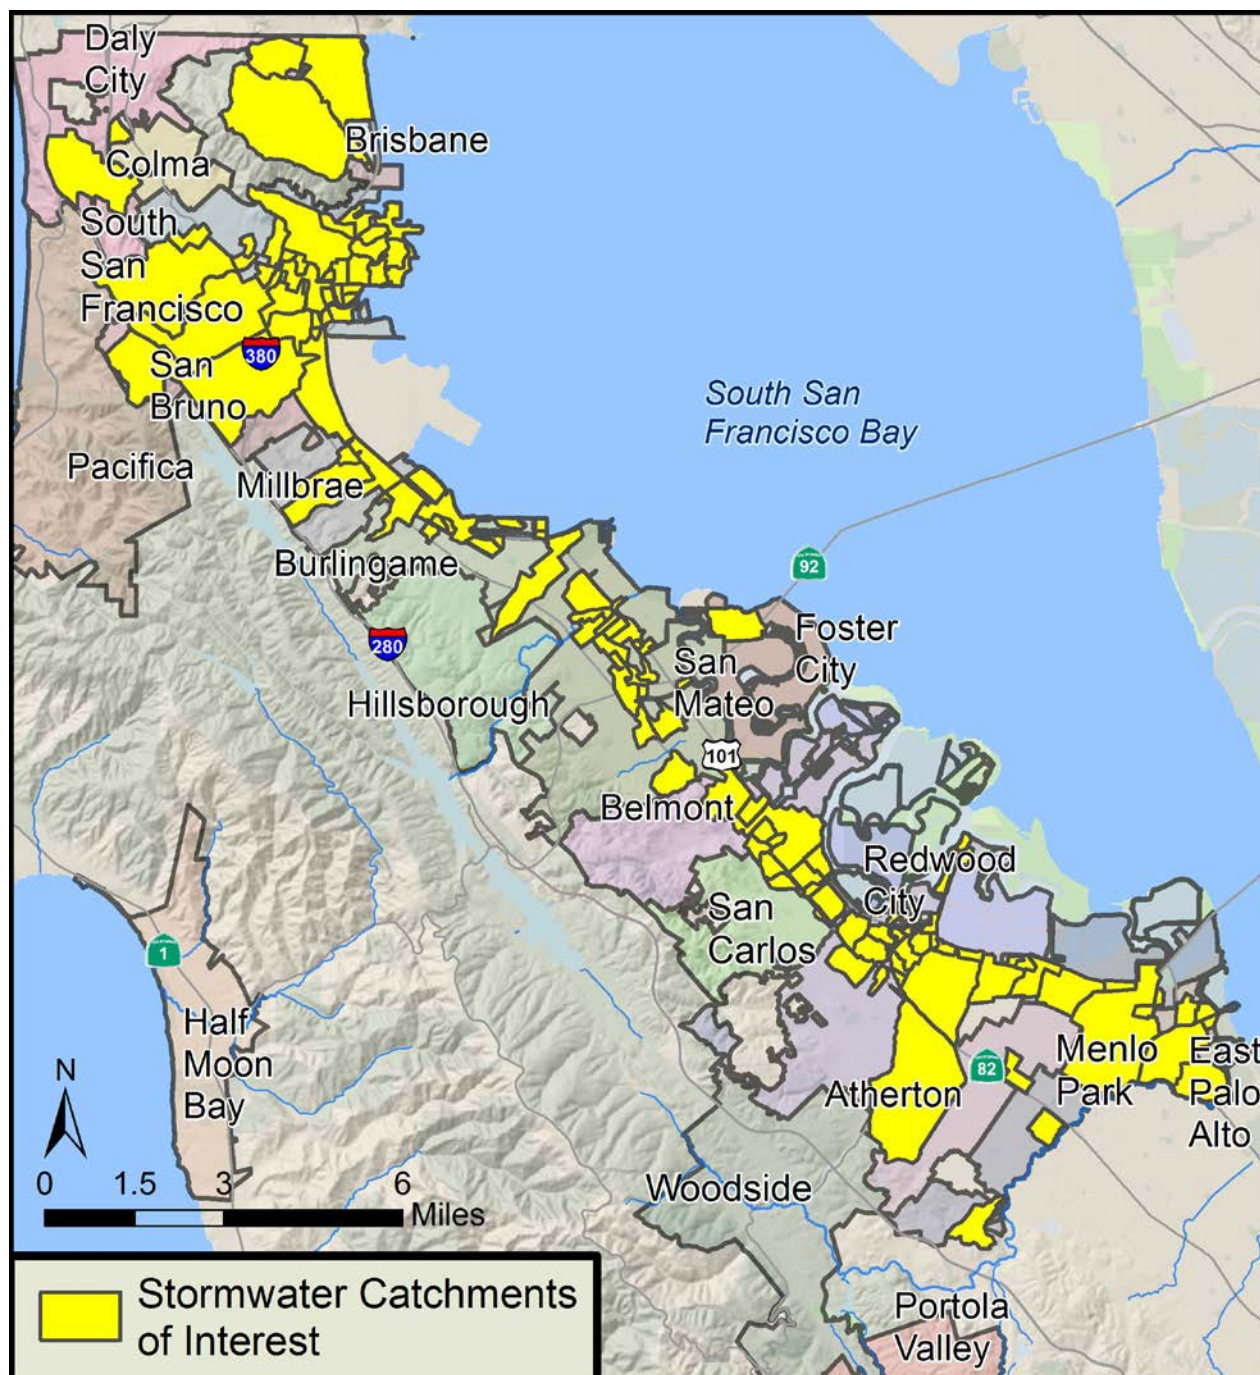 Daly
City
Brisbane
Colma
South
San
Francisco
380
San
Bruno
South San
Francisco Bay
Pacifica
Millbrae
Burlingame
92
280
Foster
City
San
Mateo
Hillsborough
101
Belmont
Redwood
City
San
Carlos
1
Half
Moon
Bay
Menlo
Park
East
Palo
Alto
82
Atherton
N
0 1.5 3 6
Miles
Woodside
Portola
Valley
Stormwater Catchments
of Interest